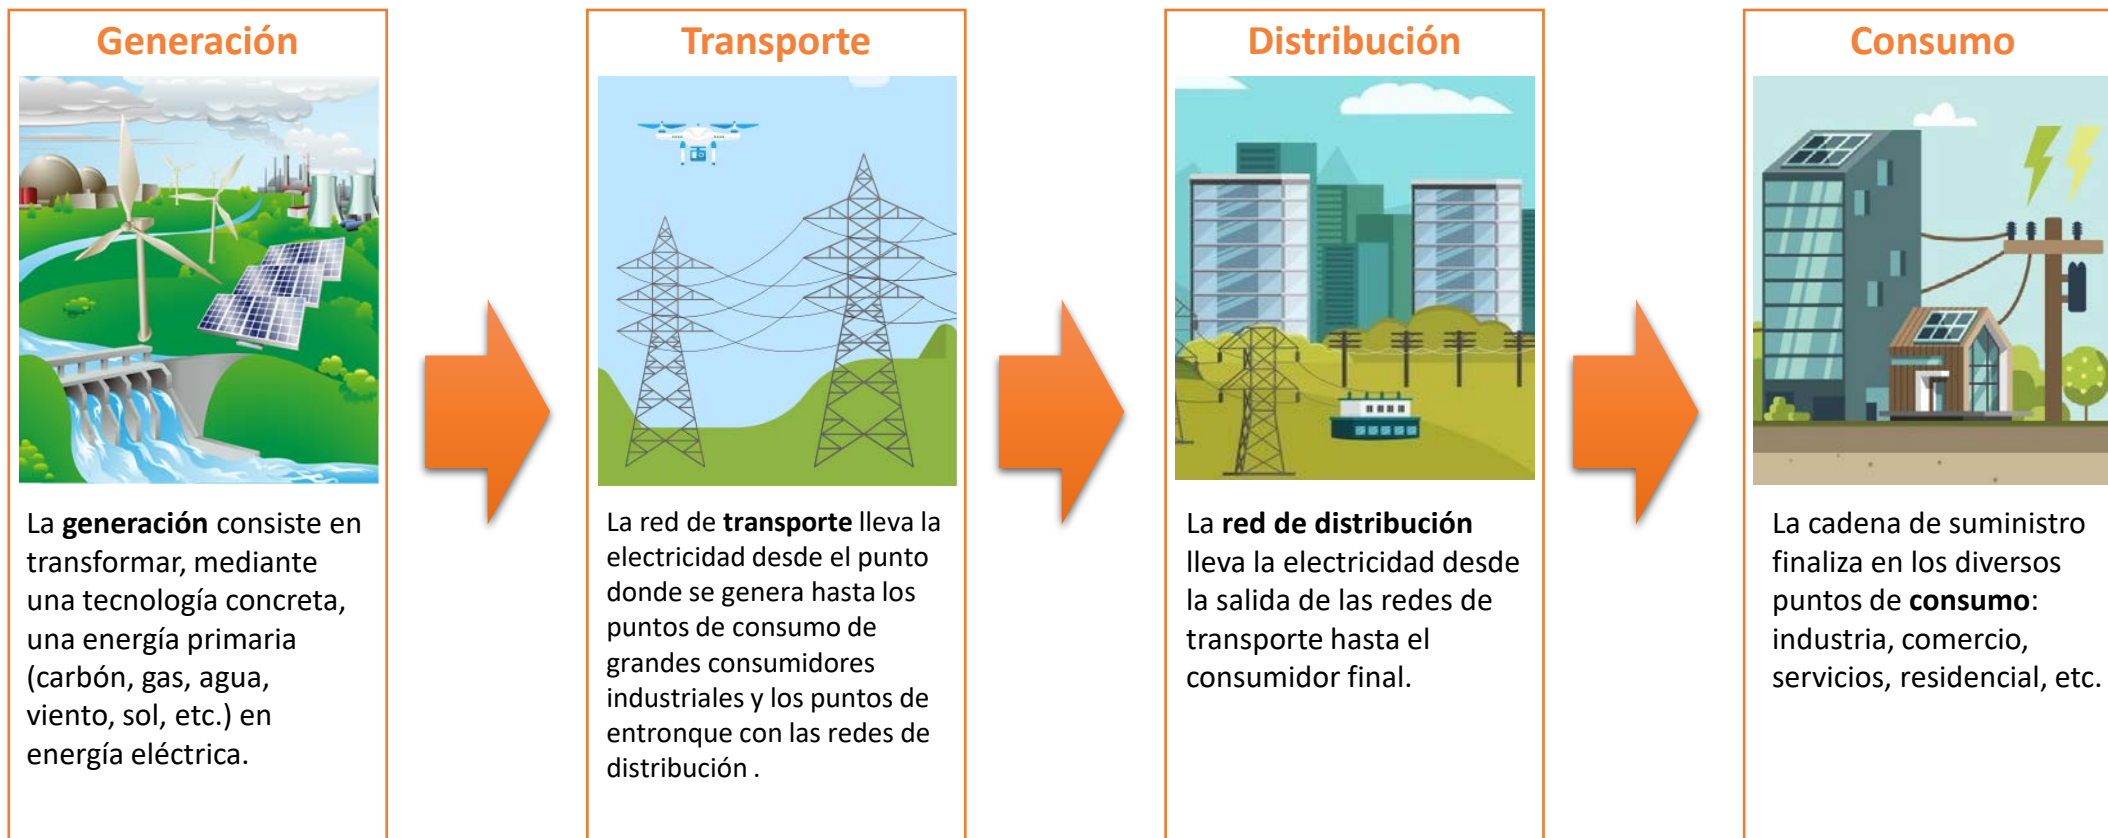 Generación
La generación consiste en
transformar, mediante
una tecnología concreta,
una energía primaria
(carbón, gas, agua,
viento, sol, etc.) en
energía eléctrica.
Transporte
La red de transporte lleva la
electricidad desde el punto
donde se genera hasta los
puntos de consumo de
grandes consumidores
industriales y los puntos de
entronque con las redes de
distribución .
Distribución
La red de distribución
lleva la electricidad desde
la salida de las redes de
transporte hasta el
consumidor final.
Consumo
La cadena de suministro
finaliza en los diversos
puntos de consumo:
industria, comercio,
servicios, residencial, etc.